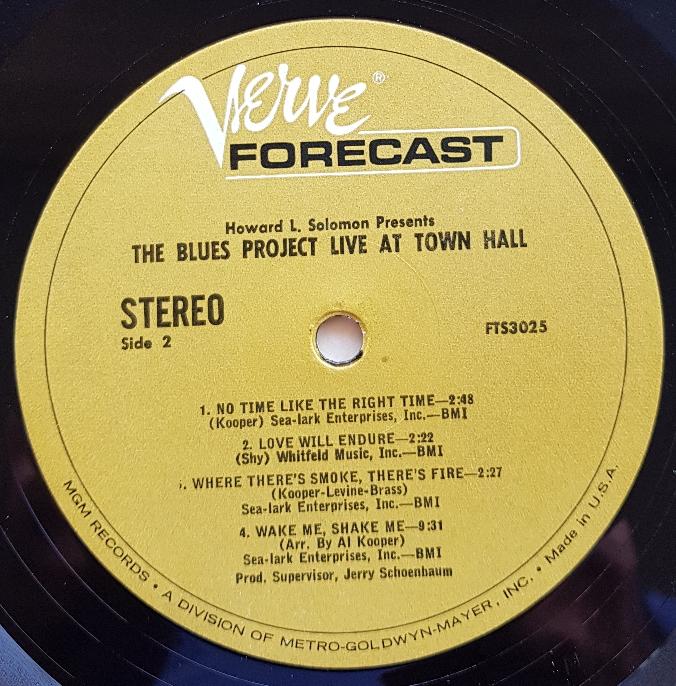 Verve®
FORECAST
Howard L. Solomon Presents
THE BLUES PROJECT LIVE AT TOWN HALL
STEREO
Side 2
FTS3025
1. NO TIME LIKE THE RIGHT TIME—2:48
(Kooper) Sea-lark Enterprises, Inc.—BMI
2. LOVE WILL ENDURE—2:22
(Shy) Whitfeld Music, Inc.—BMI
. WHERE THERE'S SMOKE, THERE'S FIRE—2:27
(Kooper-Levine-Brass)
Sea-lark Enterprises, Inc.—BMI
4. WAKE ME, SHAKE ME—9:31
(Arr. By Al Kooper)
Sea-lark Enterprises, Inc.—BMI
Prod. Supervisor, Jerry Schoenbaum
MGM RECORDS • A DIVISION OF METRO-GOLDWYN-MAYER, INC. • Made in U.S.A.